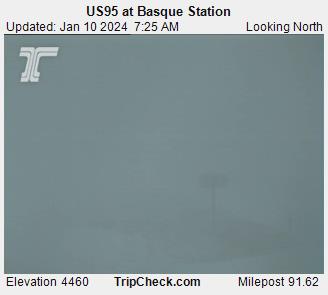 US95 at Basque Station
Updated: Jan 10 2024 7:25 AM Looking North
Elevation 4460 TripCheck.com Milepost 91.62